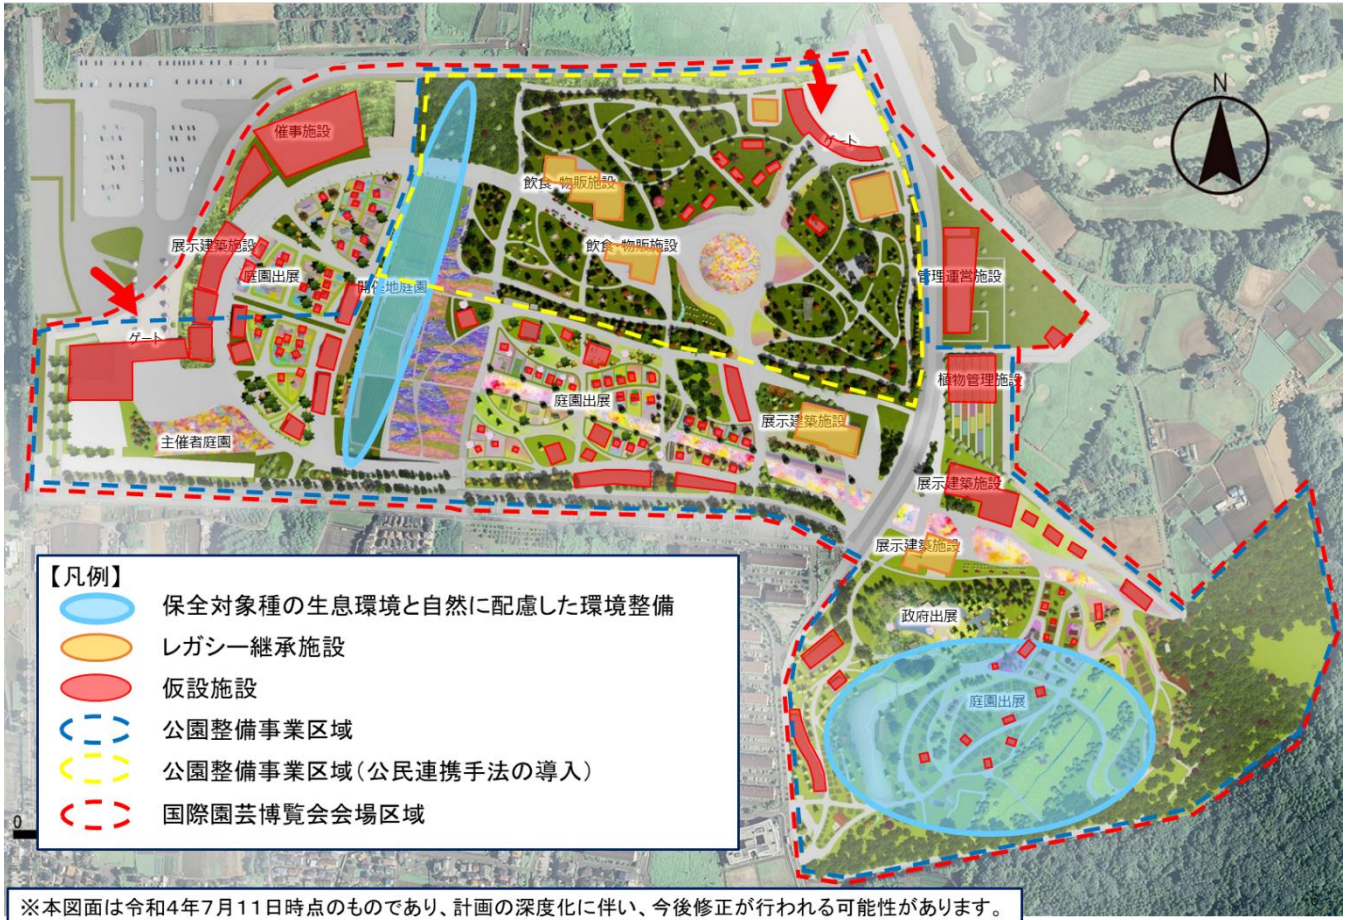 N
催事施設
ゲート
飲食・物販施設
展示建築施設
飲食・物販施設
庭園出展
管理運営施設
開催地庭園
ゲート
植物管理施設
庭園出展
展示建築施設
主催者庭園
展示建築施設
展示建築施設
政府出展
庭園出展
【凡例】
保全対象種の生息環境と自然に配慮した環境整備
レガシー継承施設
仮設施設
公園整備事業区域
公園整備事業区域(公民連携手法の導入)
国際園芸博覧会会場区域
0
※本図面は令和4年7月11日時点のものであり、計画の深度化に伴い、今後修正が行われる可能性があります。